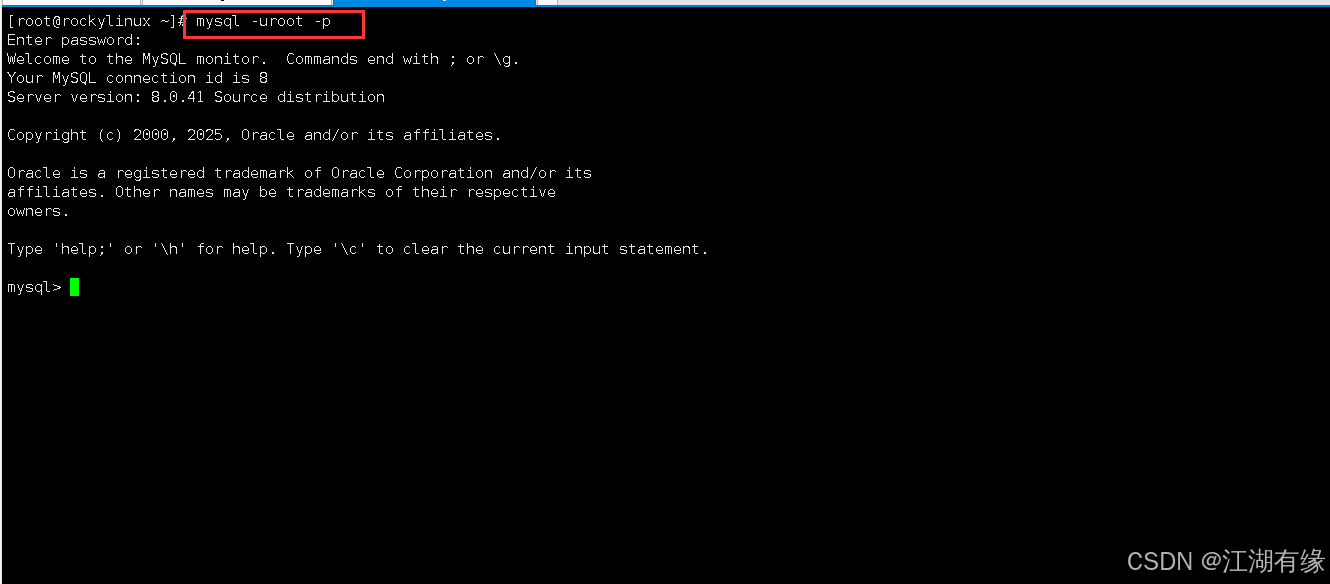 [root@rockylinux ~]# mysql -uroot -p
Enter password:
Welcome to the MySQL monitor.  Commands end with ; or \g.
Your MySQL connection id is 8
Server version: 8.0.41 Source distribution
Copyright (c) 2000, 2025, Oracle and/or its affiliates.
Oracle is a registered trademark of Oracle Corporation and/or its
affiliates. Other names may be trademarks of their respective
owners.
Type 'help;' or '\h' for help. Type '\c' to clear the current input statement.
mysql>
CSDN @江湖有缘